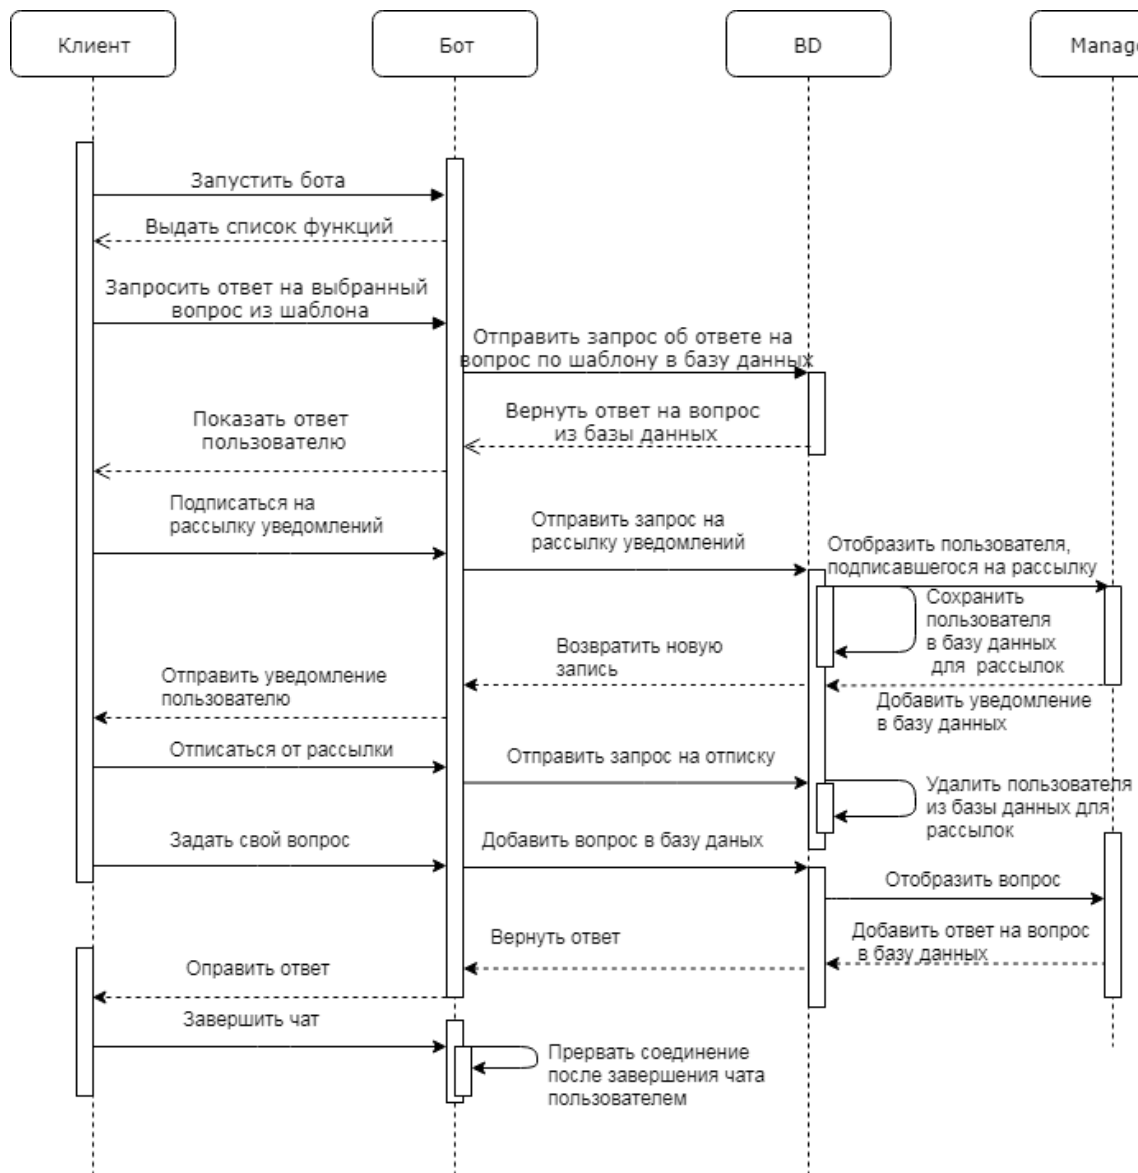 Клиент
Бот
BD
Manage
Запустить бота
Выдать список функций
Запросить ответ на выбранный
вопрос из шаблона
Отправить запрос об ответе на
вопрос по шаблону в базу данных
Вернуть ответ на вопрос
из базы данных
Показать ответ
пользователю
Подписаться на
рассылку уведомлений
Отправить запрос на
рассылку уведомлений
Отобразить пользователя,
подписавшегося на рассылку
Сохранить
пользователя
в базу данных
для рассылок
Возвратить новую
запись
Отправить уведомление
пользователю
Добавить уведомление
в базу данных
Отписаться от рассылки
Отправить запрос на отписку
Удалить пользователя
из базы данных для
рассылок
Задать свой вопрос
Добавить вопрос в базу даных
Отобразить вопрос
Добавить ответ на вопрос
в базу данных
Вернуть ответ
Оправить ответ
Завершить чат
Прервать соединение
после завершения чата
пользователем